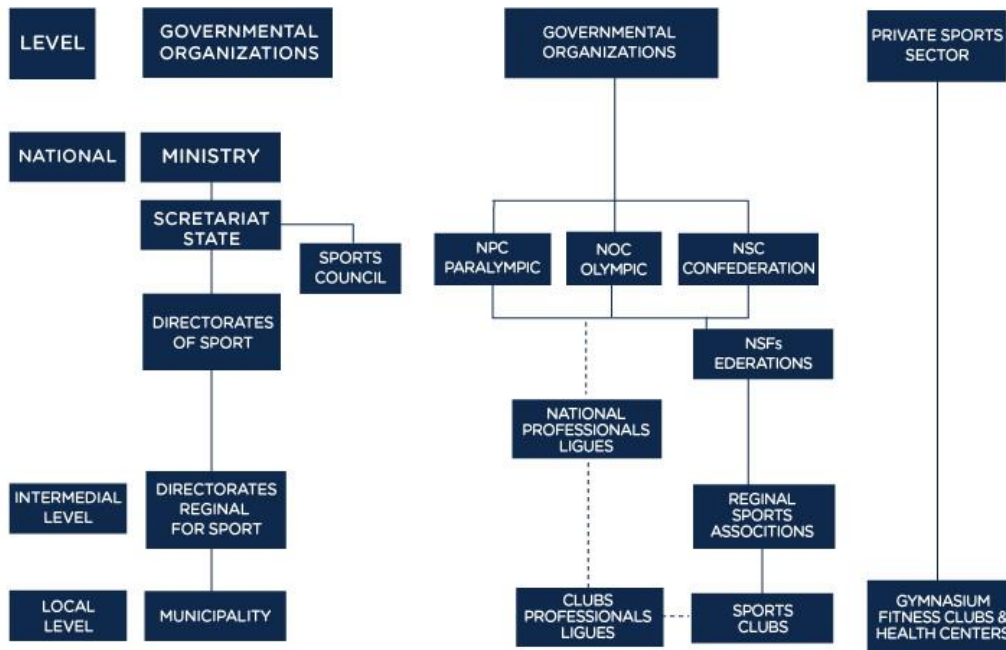 LEVEL
GOVERNMENTAL
ORGANIZATIONS
GOVERNMENTAL
ORGANIZATIONS
PRIVATE SPORTS
SECTOR
NATIONAL
MINISTRY
SCRETARIAT
STATE
SPORTS
COUNCIL
NPC
PARALYMPIC
NOC
OLYMPIC
NSC
CONFEDERATION
DIRECTORATES
OF SPORT
NSFs
EDERATIONS
NATIONAL
PROFESSIONALS
LIGUES
INTERMEDIAL
LEVEL
DIRECTORATES
REGINAL
FOR SPORT
REGINAL
SPORTS
ASSOCITIONS
LOCAL
LEVEL
MUNICIPALITY
CLUBS
PROFESSIONALS
LIGUES
SPORTS
CLUBS
GYMNASIUM
FITNESS CLUBS &
HEALTH CENTERS